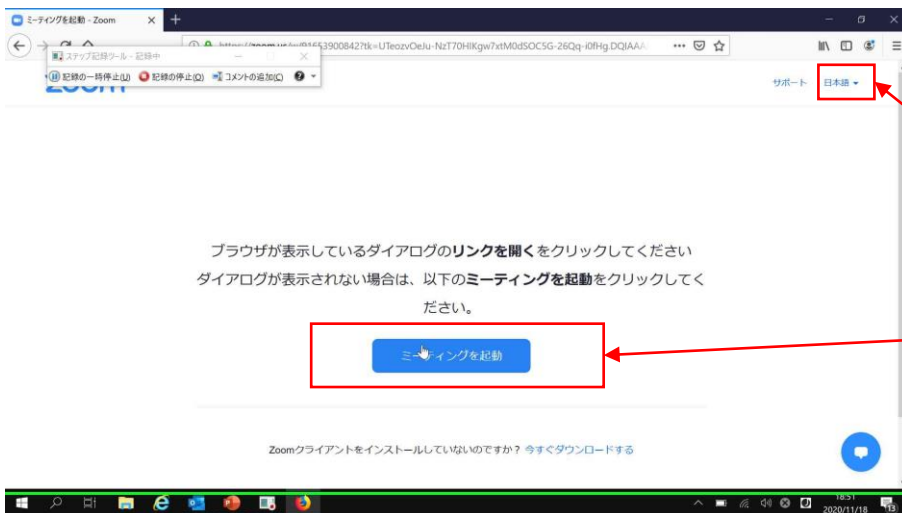 ミーティングを起動 - Zoom
ステップ記録ツール - 記録中
記録の一時停止(U) 記録の停止(O) コメントの追加(C)
zoom
サポート 日本語
ブラウザが表示しているダイアログのリンクを開くをクリックしてください
ダイアログが表示されない場合は、以下のミーティングを起動をクリックしてく
ださい。
ミーティングを起動
Zoomクライアントをインストールしていないのですか? 今すぐダウンロードする
18:51
2020/11/18
13